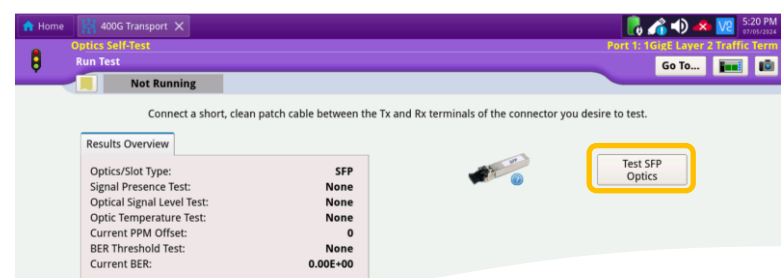 Home
400G Transport
V2
5:20 PM
07/05/2024
Optics Self-Test
Port 1: 1GigE Layer 2 Traffic Term
Run Test
Go To...
Not Running
Connect a short, clean patch cable between the Tx and Rx terminals of the connector you desire to test.
Results Overview
Optics/Slot Type: SFP
Signal Presence Test: None
Optical Signal Level Test: None
Optic Temperature Test: None
Current PPM Offset: 0
BER Threshold Test: None
Current BER: 0.00E+00
SFP
Test SFP
Optics